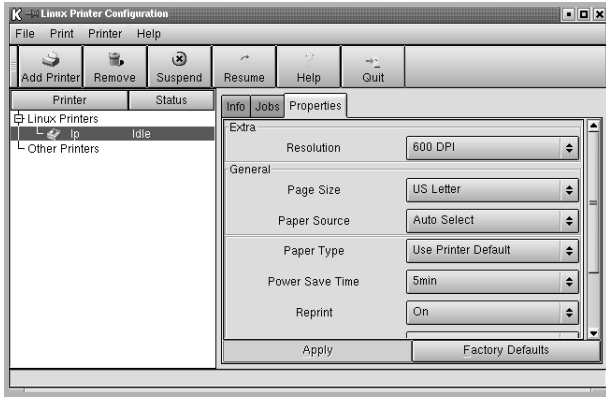 Linux Printer Configuration
File Print Printer Help
Add Printer Remove Suspend Resume Help Quit
Printer Status
Linux Printers
lp Idle
Other Printers
Info Jobs Properties
Extra
Resolution 600 DPI
General
Page Size US Letter
Paper Source Auto Select
Paper Type Use Printer Default
Power Save Time 5min
Reprint On
Apply Factory Defaults